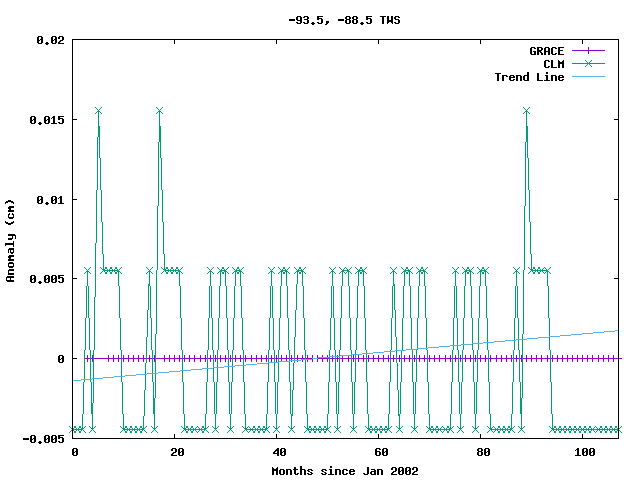 -93.5, -88.5 TWS
0.02
0.015
0.01
0.005
0
-0.005
Anomaly (cm)
GRACE
CLM
Trend Line
0 20 40 60 80 100
Months since Jan 2002